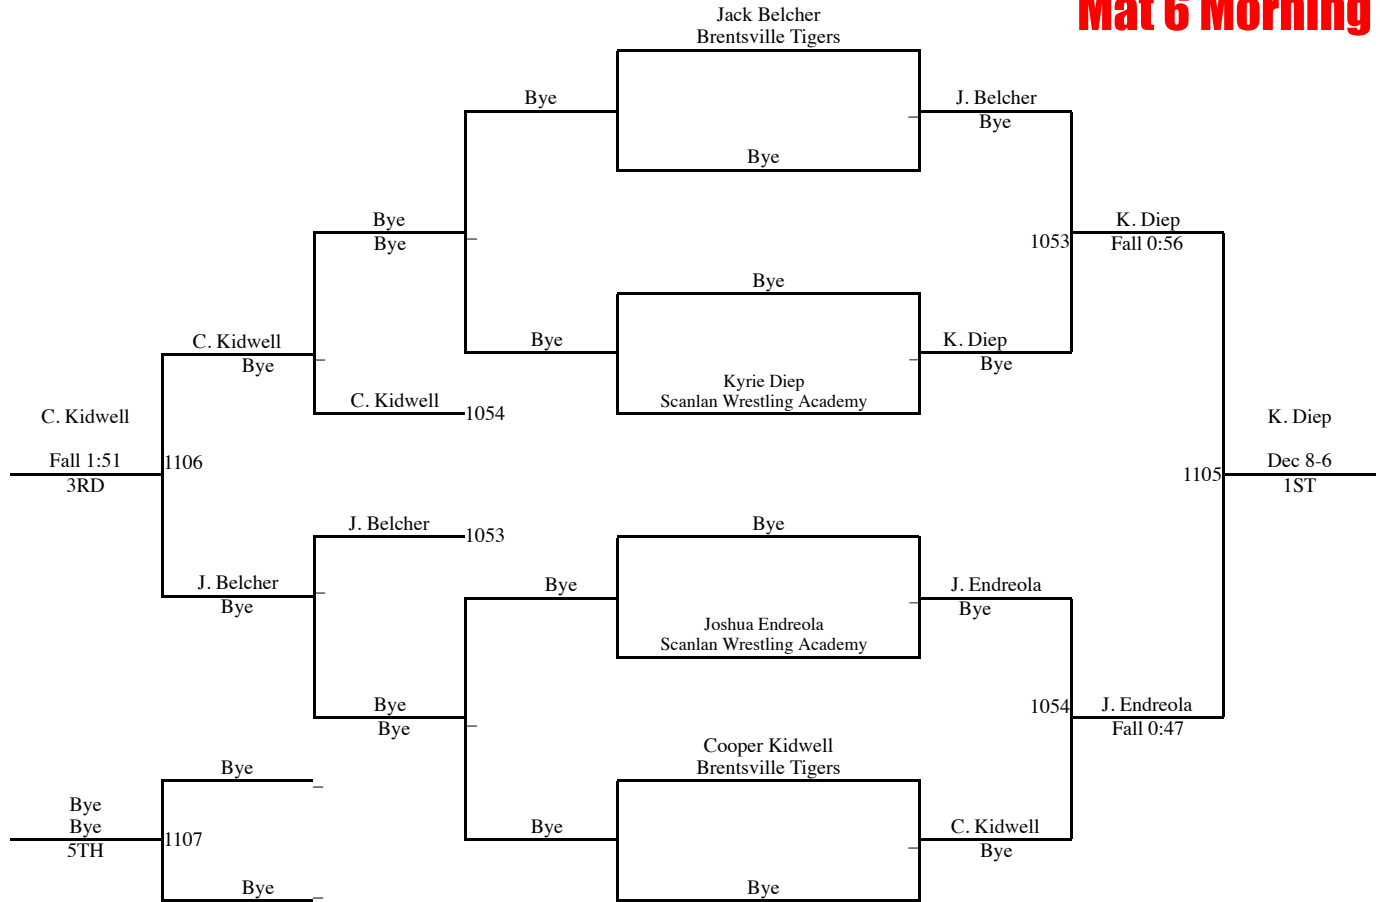 Mat 6 Morning
Jack Belcher
Brentsville Tigers
Bye
J. Belcher
Bye
Bye
Bye
Bye
K. Diep
1053
Fall 0:56
Bye
C. Kidwell
Bye
Bye
K. Diep
Bye
Kyrie Diep
Scanlan Wrestling Academy
C. Kidwell
1054
C. Kidwell
K. Diep
Fall 1:51
1106
3RD
1105
Dec 8-6
1ST
J. Belcher
1053
Bye
J. Belcher
Bye
Bye
J. Endreola
Bye
Joshua Endreola
Scanlan Wrestling Academy
Bye
Bye
1054
J. Endreola
Fall 0:47
Cooper Kidwell
Brentsville Tigers
Bye
Bye
Bye
1107
5TH
Bye
C. Kidwell
Bye
Bye
Bye